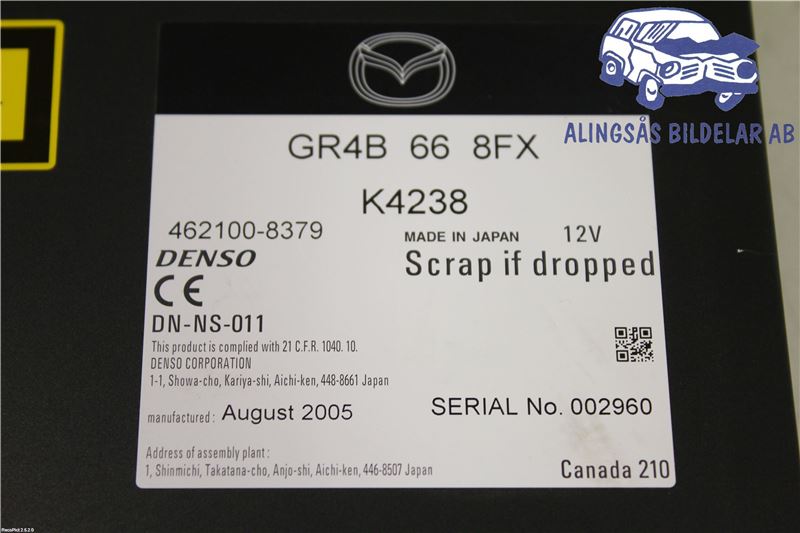 ALINGSÅS BILDELAR AB
GR4B 66 8FX
K4238
462100-8379
MADE IN JAPAN 12V
DENSO
Scrap if dropped
CE
DN-NS-011
This product is complied with 21 C.F.R. 1040. 10.
DENSO CORPORATION
1-1, Showa-cho, Kariya-shi, Aichi-ken, 448-8661 Japan
manufactured : August 2005
SERIAL No. 002960
Address of assembly plant :
1, Shinmichi, Takatana-cho, Anjo-shi, Aichi-ken, 446-8507 Japan
Canada 210